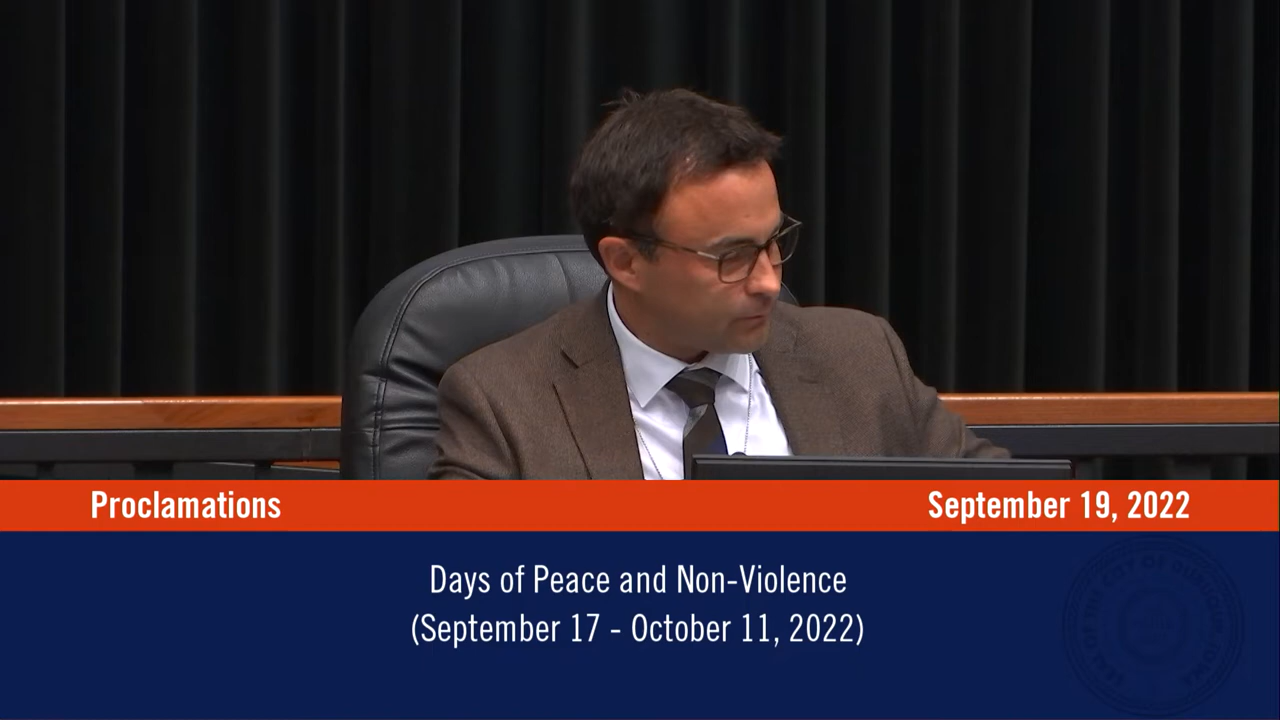 Proclamations
September 19, 2022
Days of Peace and Non-Violence
(September 17 - October 11, 2022)